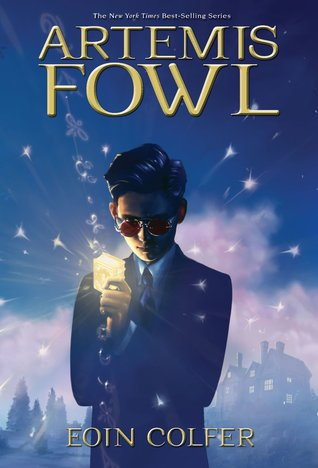 The New York Times Best-Selling Series
ARTEMIS
FOWL
EOIN COLFER